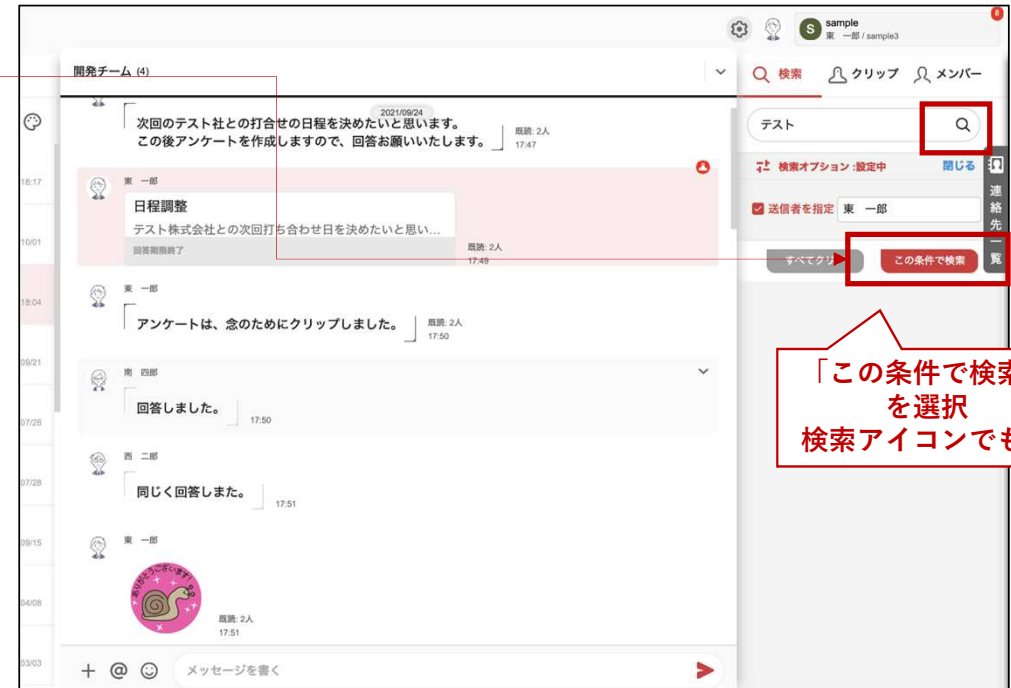 8
S
sample
東 一郎 / sample3
開発チーム (4)
検索
クリップ
メンバー
2021/09/24
次回のテスト社との打合せの日程を決めたいと思います。
この後アンケートを作成しますので、回答お願いいたします。
既読: 2人
17:47
テスト
検索オプション :設定中
閉じる
連絡先一覧
送信者を指定
東 一郎
すべてクリ
この条件で検索
「この条件で検索
を選択
検索アイコンでも
18:17
10/01
18:04
09/21
07/28
07/28
09/15
04/08
03/03
東 一郎
日程調整
テスト株式会社との次回打ち合わせ日を決めたいと思い...
回答期限終了
既読: 2人
17:49
東 一郎
アンケートは、念のためにクリップしました。
既読: 2人
17:50
南 四郎
回答しました。
17:50
西 二郎
同じく回答しまた。
17:51
東 一郎
ありがとうございます!
既読: 2人
17:51
+ @
メッセージを書く